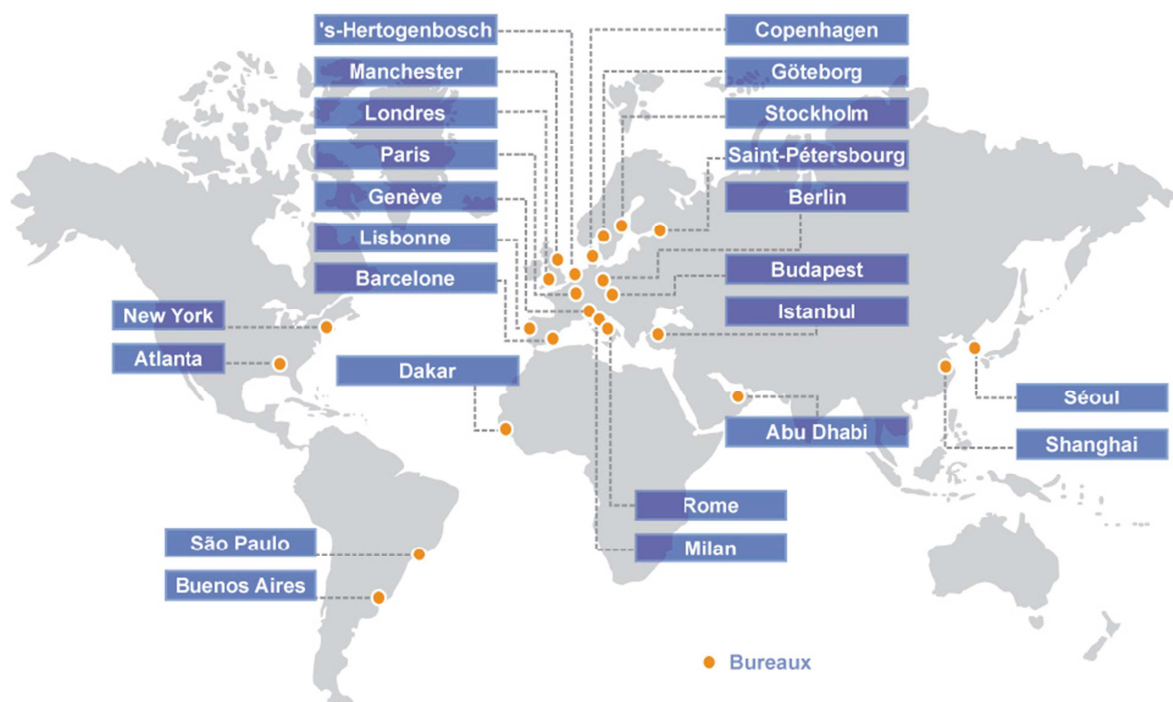 's-Hertogenbosch
Manchester
Londres
Paris
Genève
Lisbonne
Barcelone
New York
Atlanta
Dakar
São Paulo
Buenos Aires
Copenhagen
Göteborg
Stockholm
Saint-Pétersbourg
Berlin
Budapest
Istanbul
Abu Dhabi
Séoul
Shanghai
Rome
Milan
Bureaux